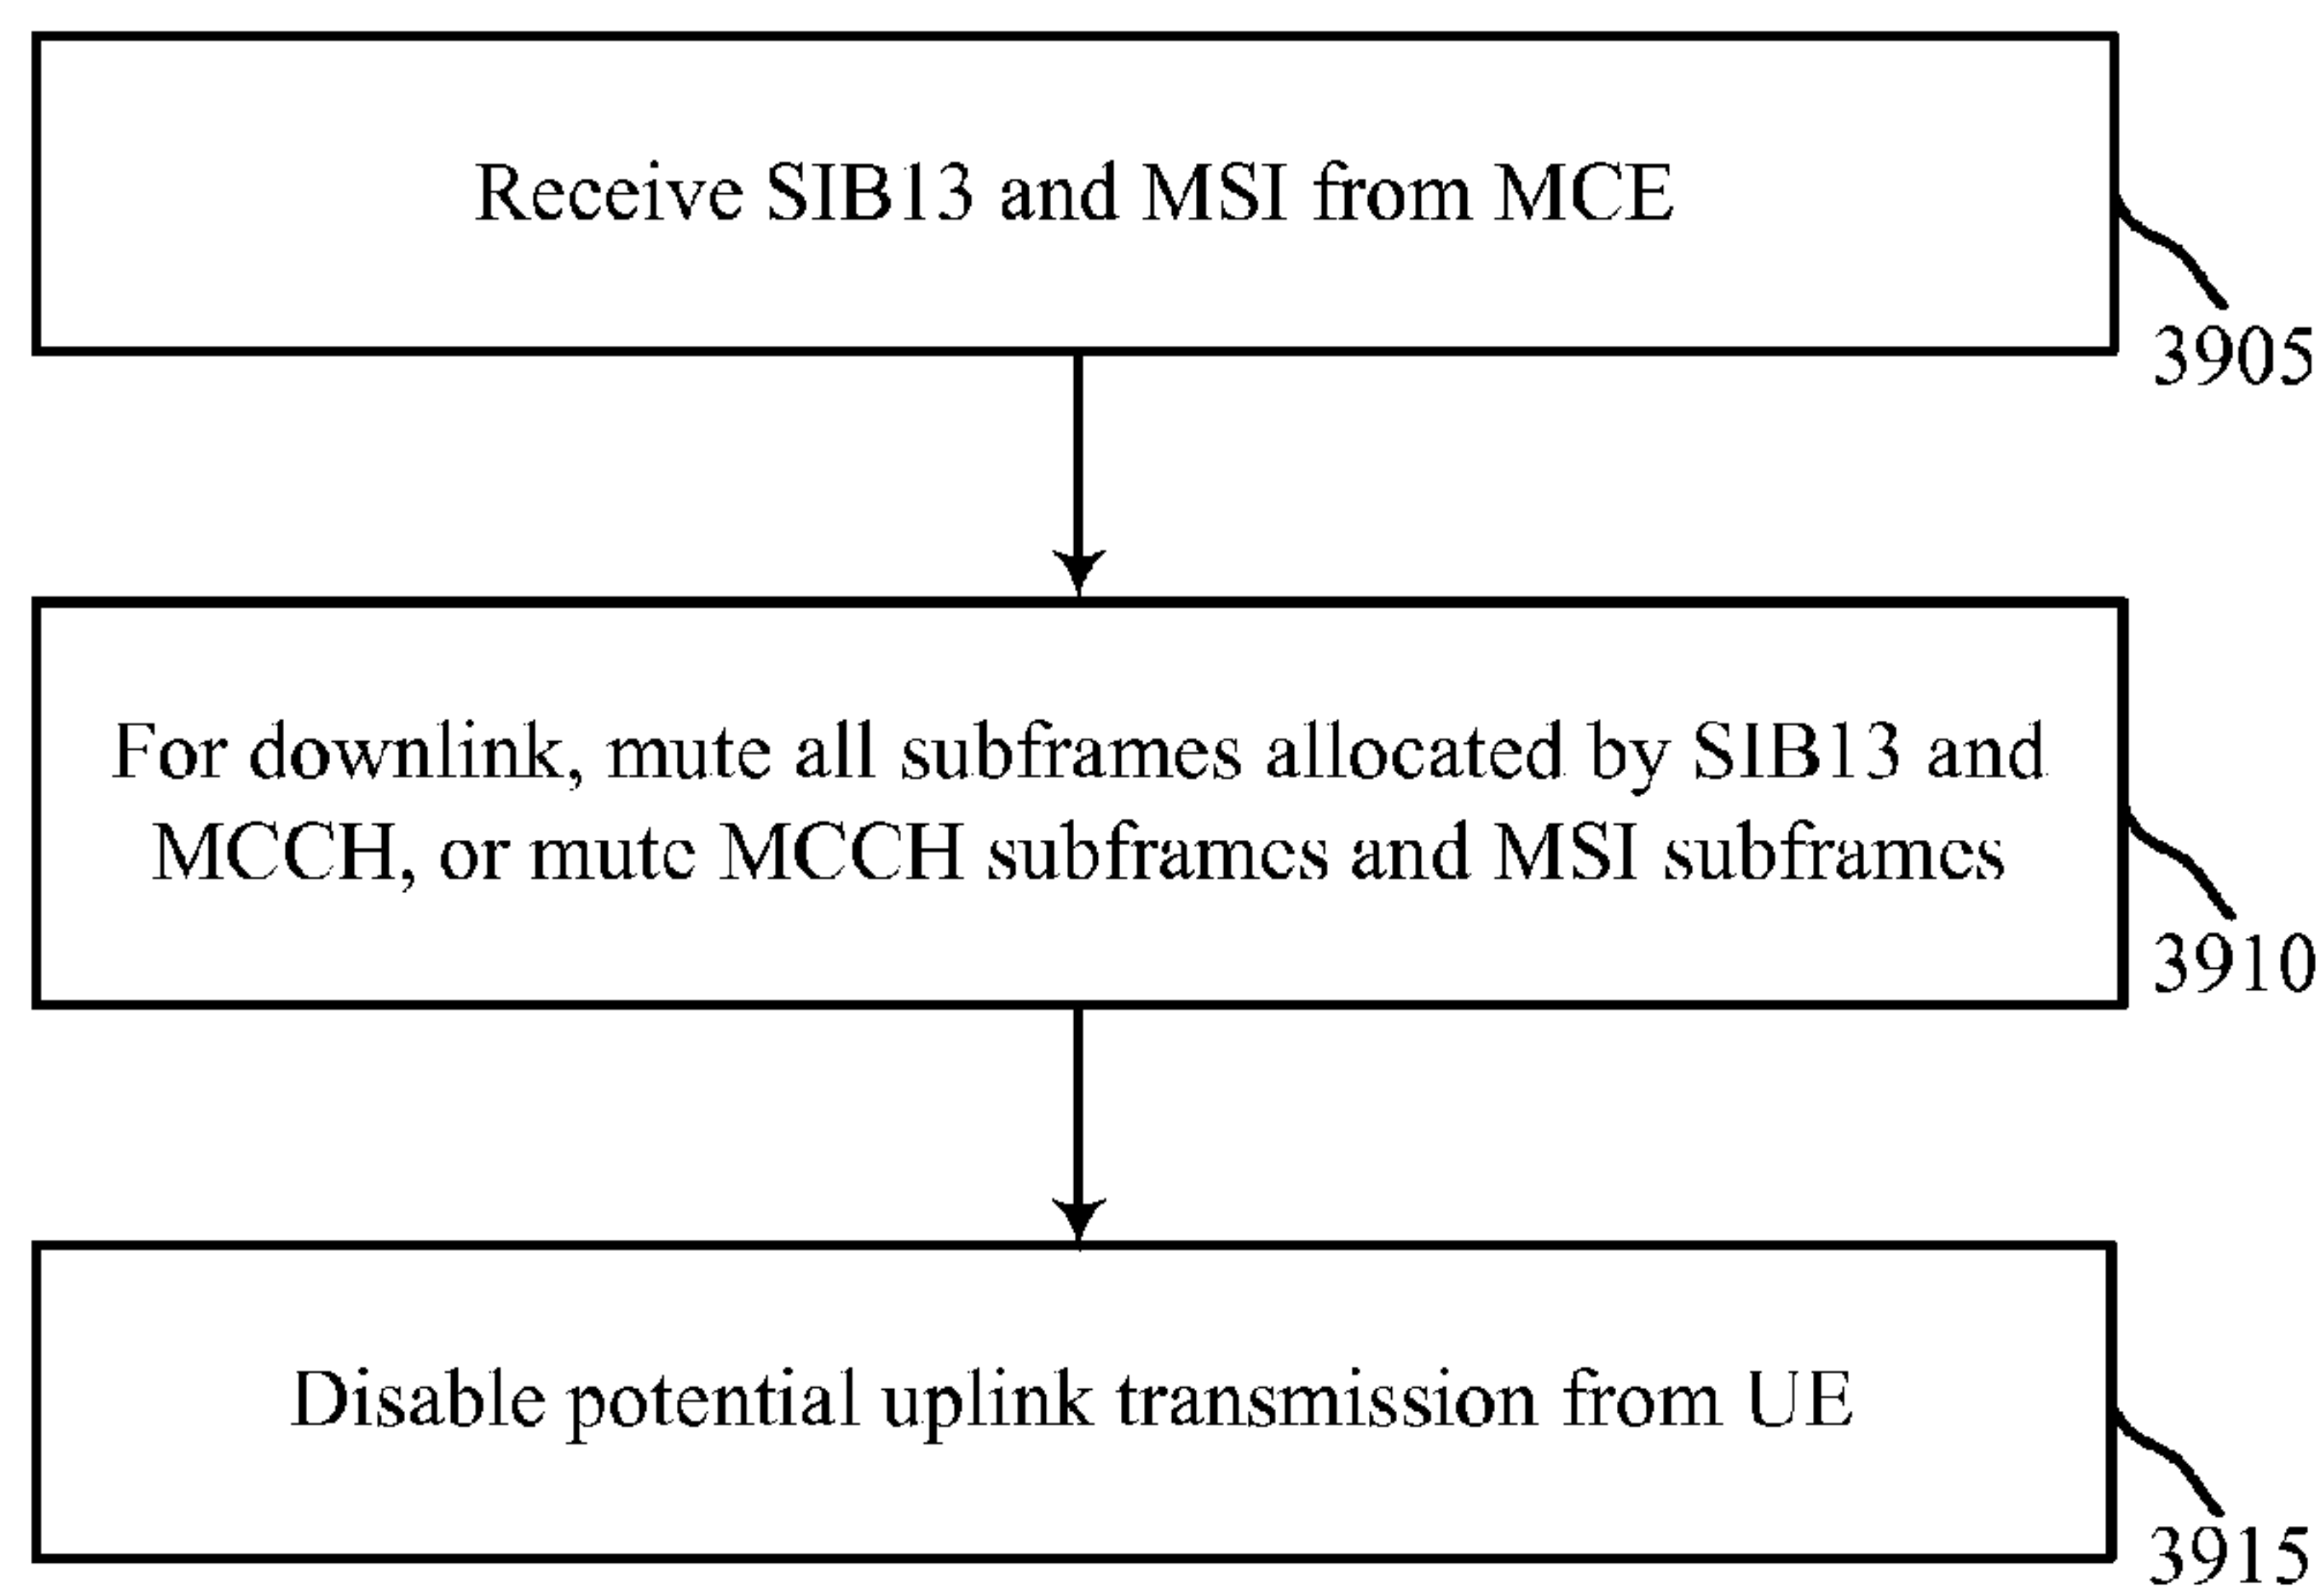 Receive SIB13 and MSI from MCE
3905
For downlink, mute all subframes allocated by SIB13 and
MCCH, or mute MCCH subframes and MSI subframes
3910
Disable potential uplink transmission from UE
3915